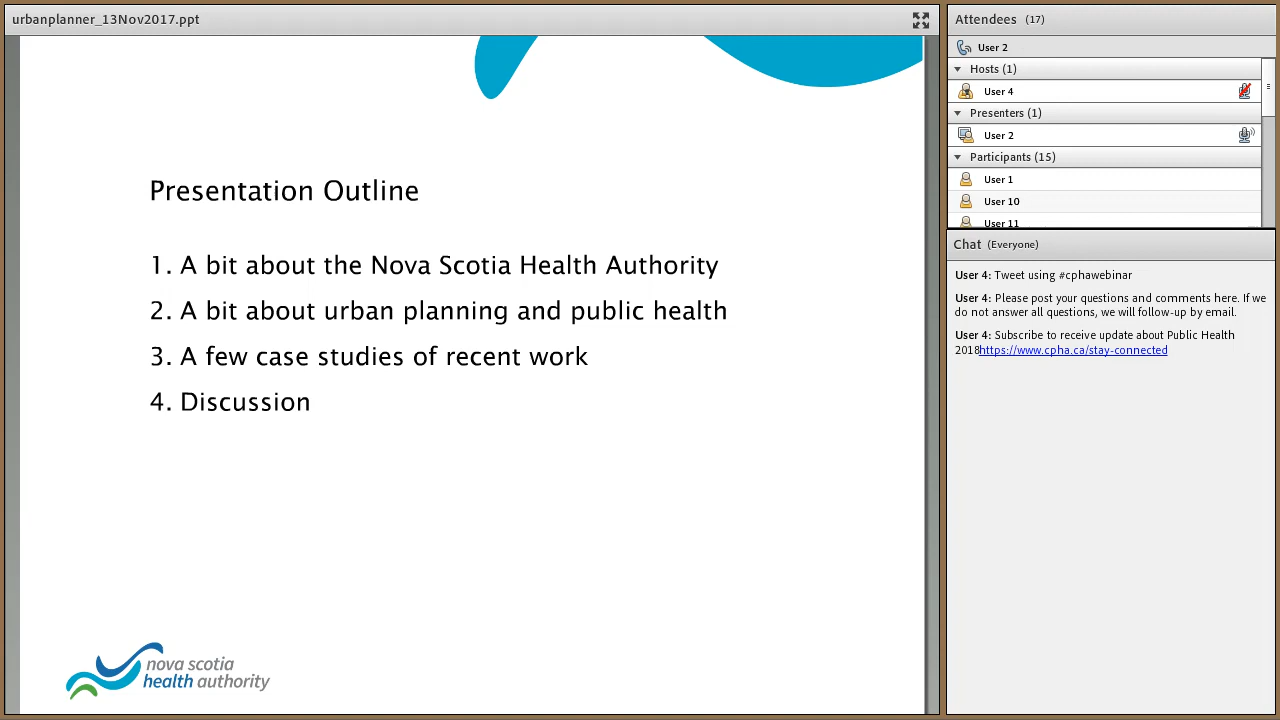 urbanplanner_13Nov2017.ppt
Presentation Outline
1. A bit about the Nova Scotia Health Authority
2. A bit about urban planning and public health
3. A few case studies of recent work
4. Discussion
nova scotia
health authority
Attendees (17)
User 2
Hosts (1)
User 4
Presenters (1)
User 2
Participants (15)
User 1
User 10
User 11
Chat (Everyone)
User 4: Tweet using #cphawebinar
User 4: Please post your questions and comments here. If we
do not answer all questions, we will follow-up by email.
User 4: Subscribe to receive update about Public Health
2018https://www.cpha.ca/stay-connected